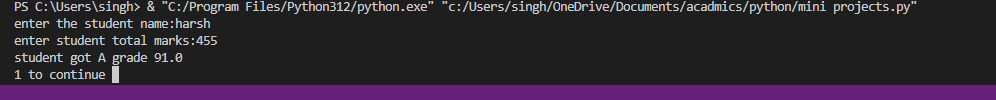 PS C:\Users\singh> & "C:/Program Files/Python312/python.exe" "c:/Users/singh/OneDrive/Documents/acadmics/python/mini projects.py"
enter the student name:harsh
enter student total marks:455
student got A grade 91.0
1 to continue